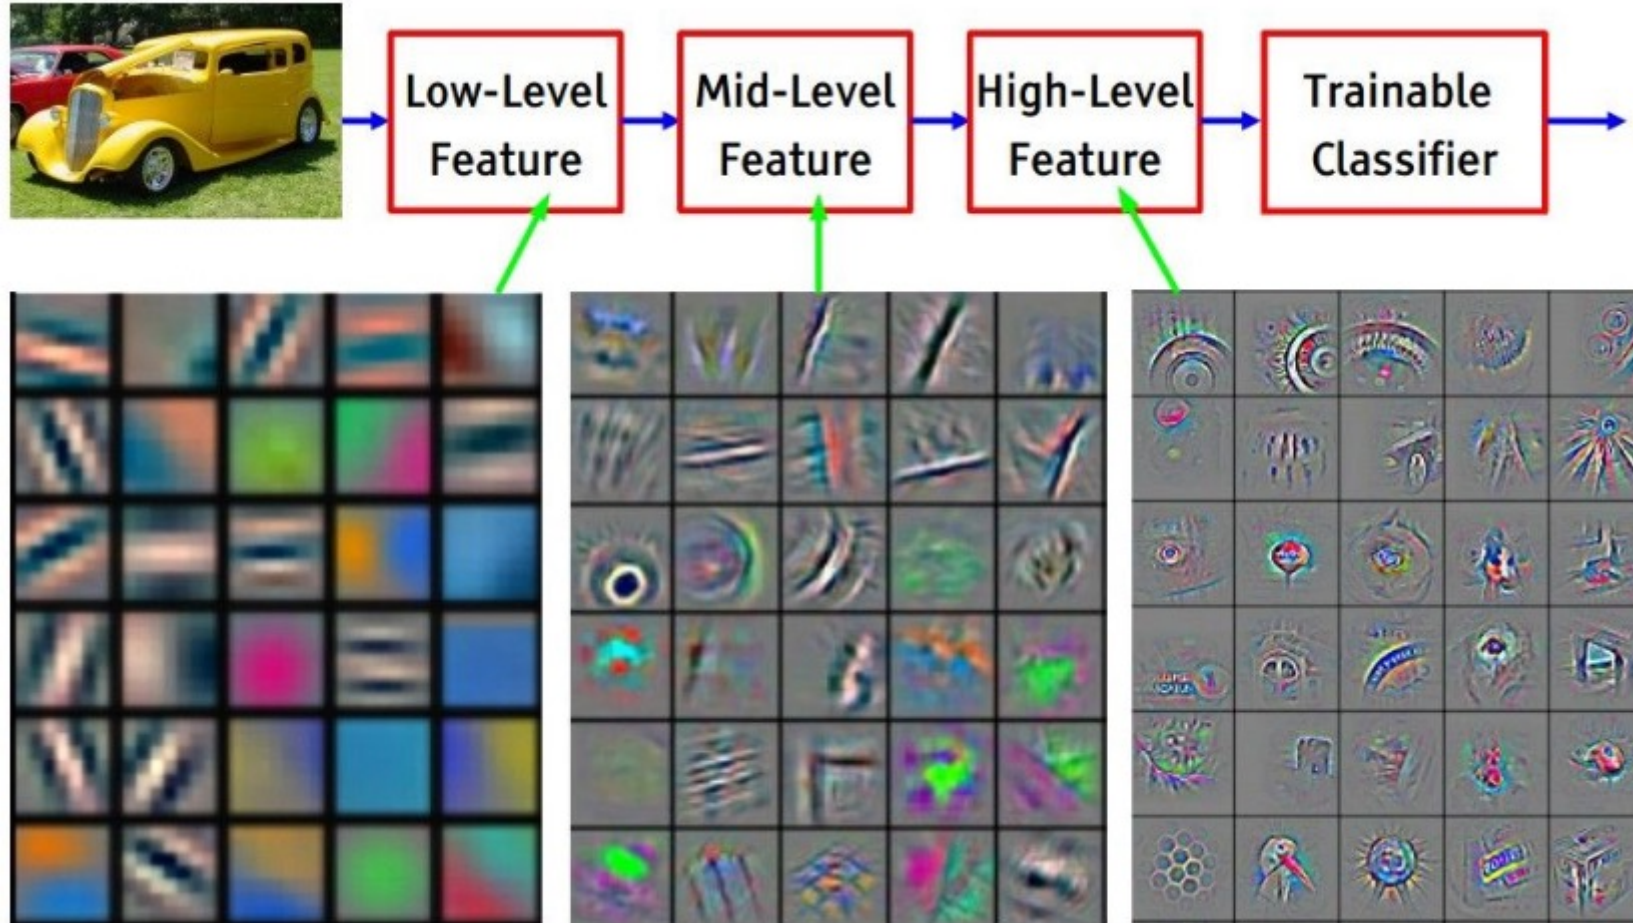 Low-Level
Feature
Mid-Level
Feature
High-Level
Feature
Trainable
Classifier